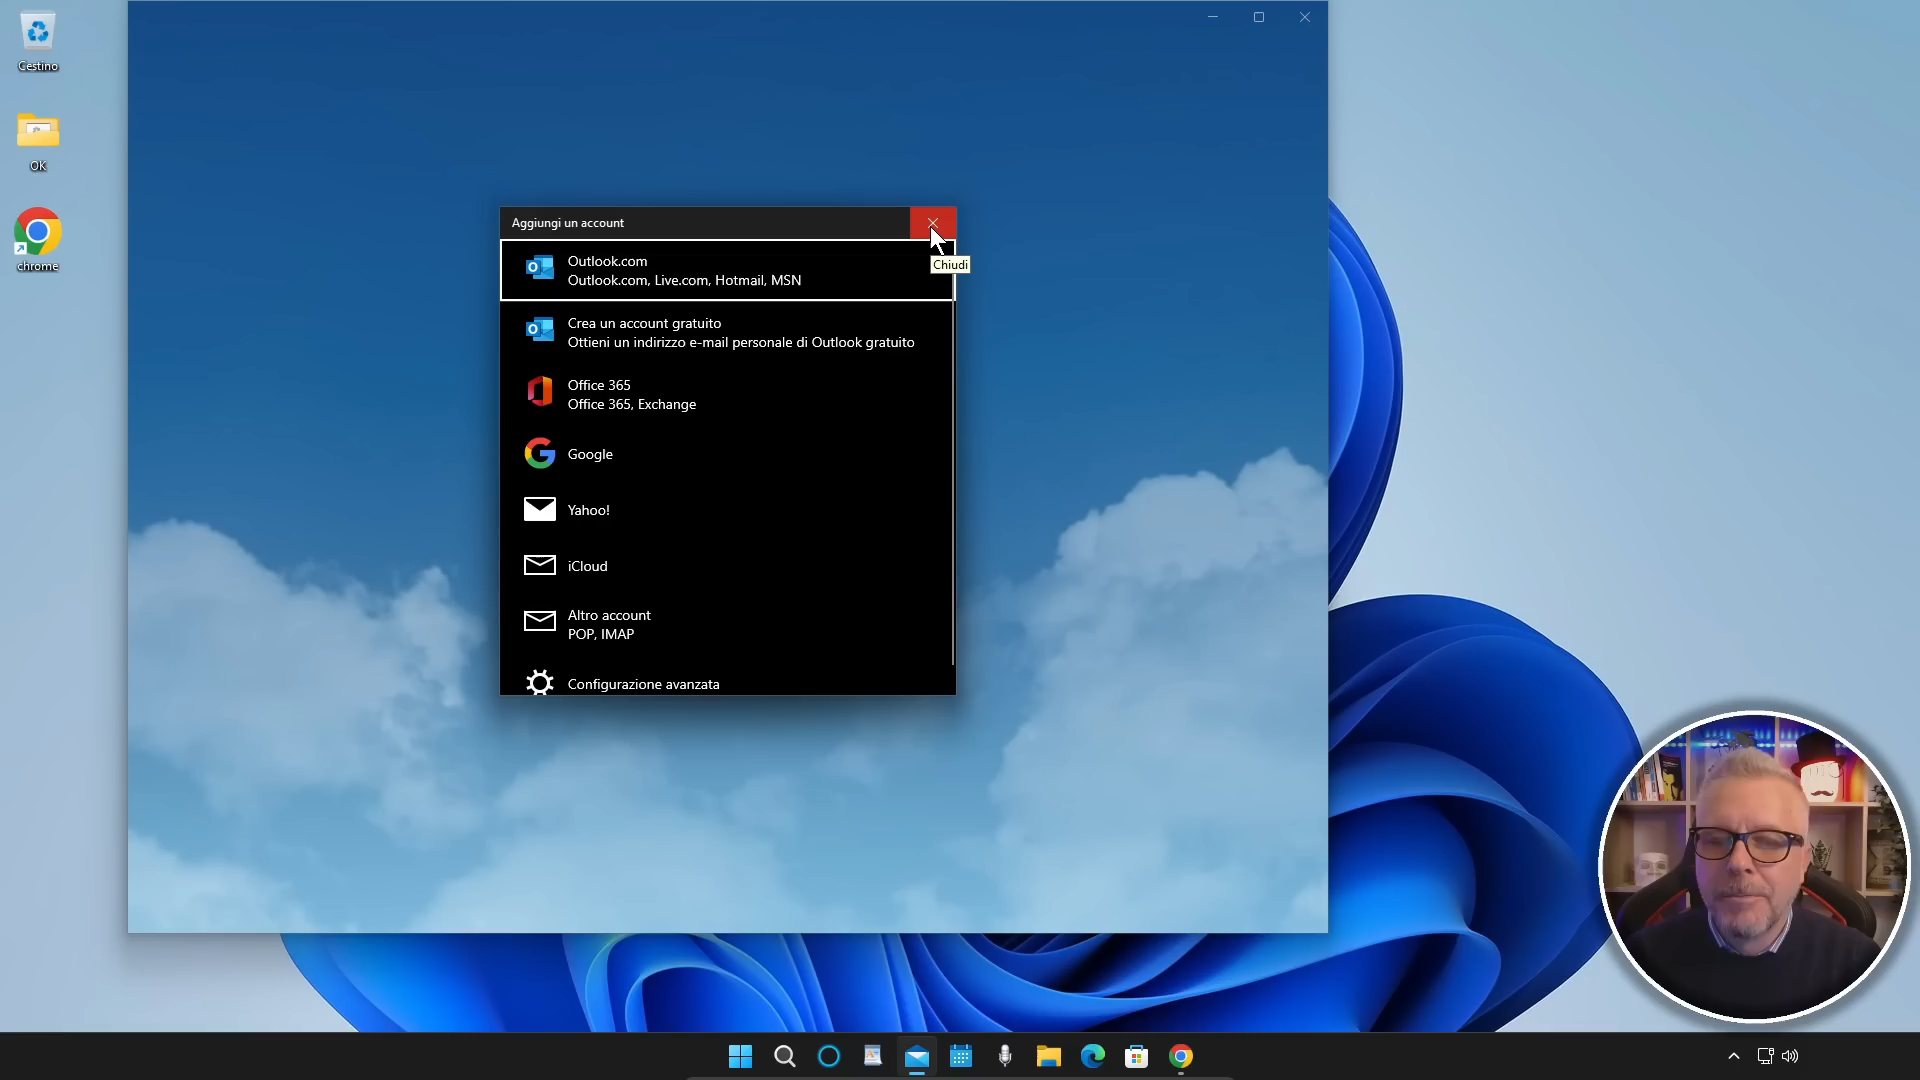 Cestino
OK
chrome
Aggiungi un account
Chiudi
Outlook.com
Outlook.com, Live.com, Hotmail, MSN
Crea un account gratuito
Ottieni un indirizzo e-mail personale di Outlook gratuito
Office 365
Office 365, Exchange
Google
Yahoo!
iCloud
Altro account
POP, IMAP
Configurazione avanzata